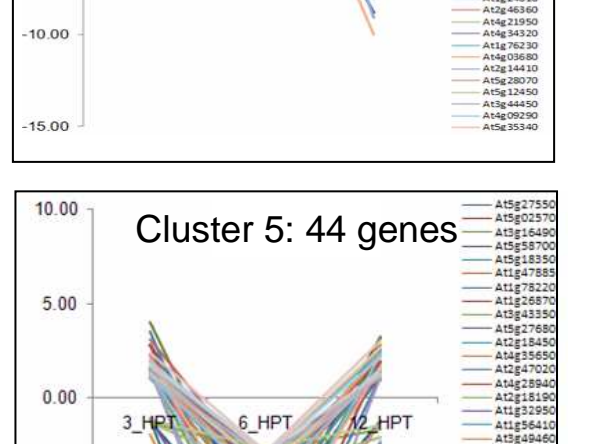 At2g46360
-10.00
At4g21950
At4g34320
At1g76230
At4g03680
At2g14410
At5g28070
At5g12450
At3g44450
At4g09290
-15.00
At5g35340
10.00
Cluster 5: 44 genes
At5g27550
At5g02570
At3g16490
At5g58700
At5g18350
At1g47885
At1g78220
At1g26870
5.00
At3g43350
At5g27680
At2g18450
At4g35650
At2g47020
At4g28940
0.00
At2g18190
At1g32950
3_HPT 6_HPT 12_HPT
At1g56410
At5g49460